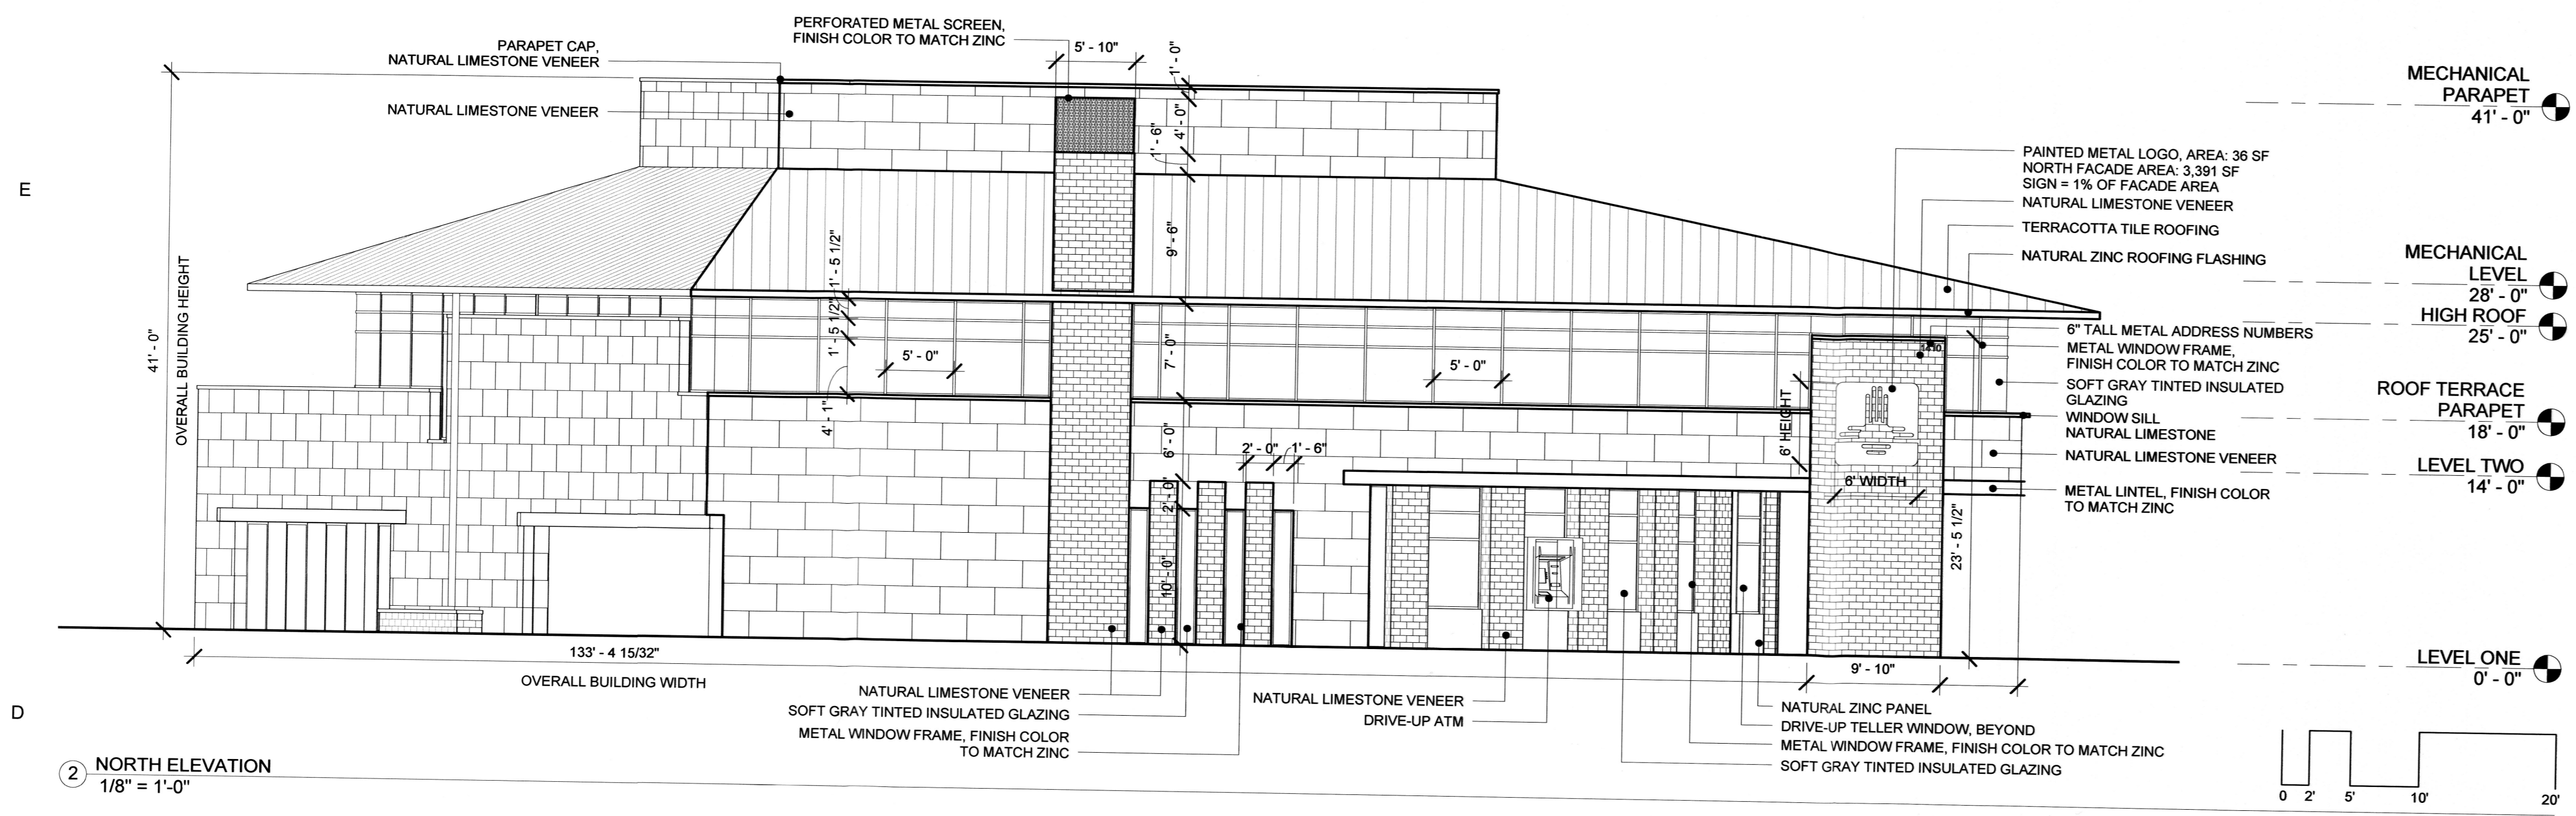 PERFORATED METAL SCREEN,
FINISH COLOR TO MATCH ZINC
PARAPET CAP,
NATURAL LIMESTONE VENEER
NATURAL LIMESTONE VENEER
5' - 10"
1' - 0"
4' - 0"
1' - 6"
9' - 6"
7' - 0"
6' - 0"
2' - 0"
10' - 0"
1' - 5 1/2"
1' - 5 1/2"
4' - 1"
5' - 0"
5' - 0"
2' - 0"
1' - 6"
E
41' - 0"
OVERALL BUILDING HEIGHT
MECHANICAL
PARAPET
41' - 0"
PAINTED METAL LOGO, AREA: 36 SF
NORTH FACADE AREA: 3,391 SF
SIGN = 1% OF FACADE AREA
NATURAL LIMESTONE VENEER
TERRACOTTA TILE ROOFING
NATURAL ZINC ROOFING FLASHING
MECHANICAL
LEVEL
28' - 0"
HIGH ROOF
25' - 0"
6" TALL METAL ADDRESS NUMBERS
METAL WINDOW FRAME,
FINISH COLOR TO MATCH ZINC
SOFT GRAY TINTED INSULATED
GLAZING
WINDOW SILL
NATURAL LIMESTONE
NATURAL LIMESTONE VENEER
METAL LINTEL, FINISH COLOR
TO MATCH ZINC
ROOF TERRACE
PARAPET
18' - 0"
LEVEL TWO
14' - 0"
6' HEIGHT
6' WIDTH
23' - 5 1/2"
LEVEL ONE
0' - 0"
133' - 4 15/32"
OVERALL BUILDING WIDTH
9' - 10"
D
NATURAL LIMESTONE VENEER
SOFT GRAY TINTED INSULATED GLAZING
METAL WINDOW FRAME, FINISH COLOR
TO MATCH ZINC
NATURAL LIMESTONE VENEER
DRIVE-UP ATM
NATURAL ZINC PANEL
DRIVE-UP TELLER WINDOW, BEYOND
METAL WINDOW FRAME, FINISH COLOR TO MATCH ZINC
SOFT GRAY TINTED INSULATED GLAZING
2 NORTH ELEVATION
1/8" = 1'-0"
0 2' 5' 10' 20'